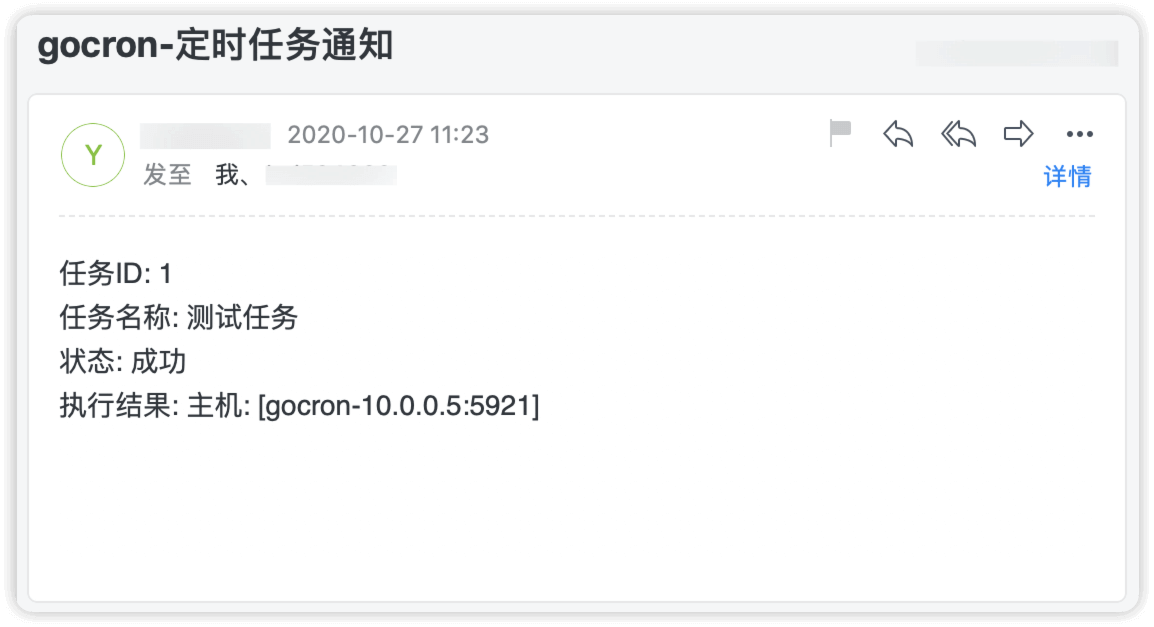 gocron-定时任务通知
Y
2020-10-27 11:23
发至 我、
详情
任务ID: 1
任务名称: 测试任务
状态: 成功
执行结果: 主机: [gocron-10.0.0.5:5921]